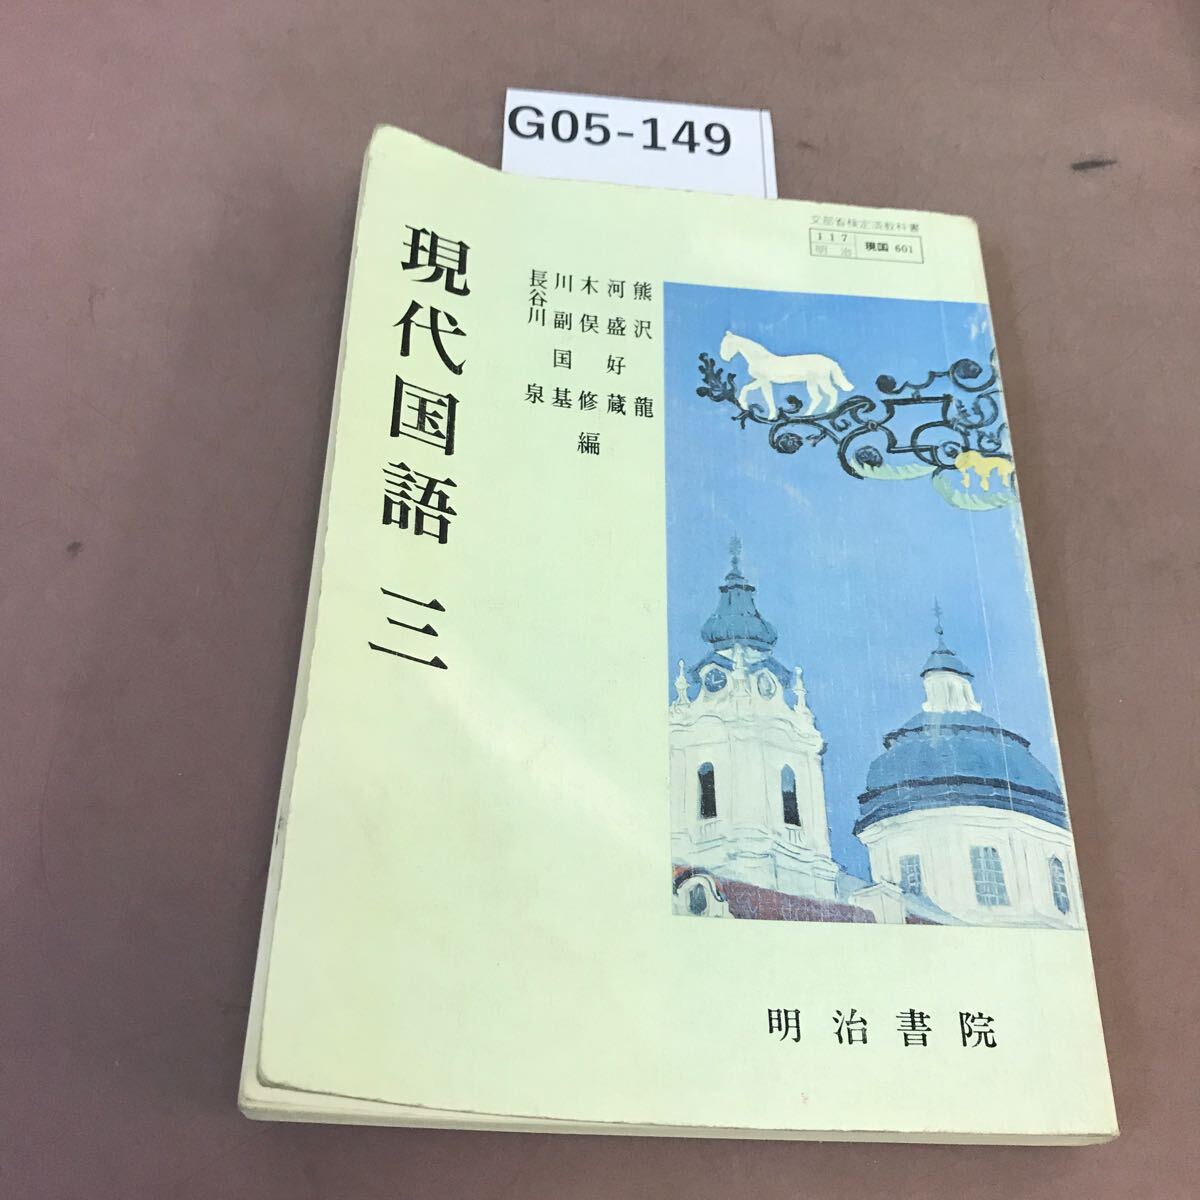 G05-149
文部省検定済教科書
117
明治
現国 601
熊沢龍
河盛好蔵
木俣修編
川副国基
長谷川泉
現代国語 三
明治書院